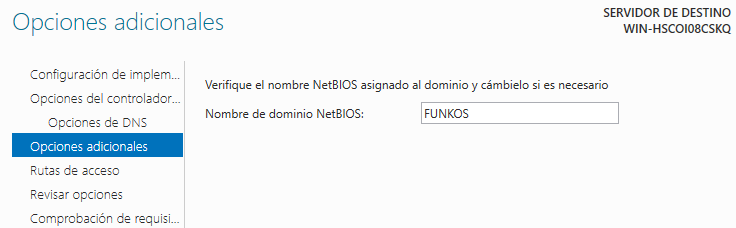 Opciones adicionales
SERVIDOR DE DESTINO
WIN-HSCOI08CSKQ
Configuración de implem...
Opciones del controlador...
Opciones de DNS
Opciones adicionales
Rutas de acceso
Revisar opciones
Comprobación de requisi...
Verifique el nombre NetBIOS asignado al dominio y cámbielo si es necesario
Nombre de dominio NetBIOS: FUNKOS